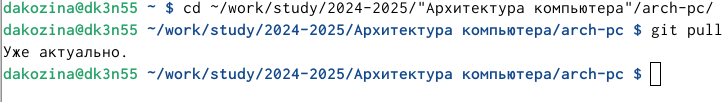 dakozina@dk3n55 ~ $ cd ~/work/study/2024-2025/"Архитектура компьютера"/arch-pc/
dakozina@dk3n55 ~/work/study/2024-2025/Архитектура компьютера/arch-pc $ git pull
Уже актуально.
dakozina@dk3n55 ~/work/study/2024-2025/Архитектура компьютера/arch-pc $